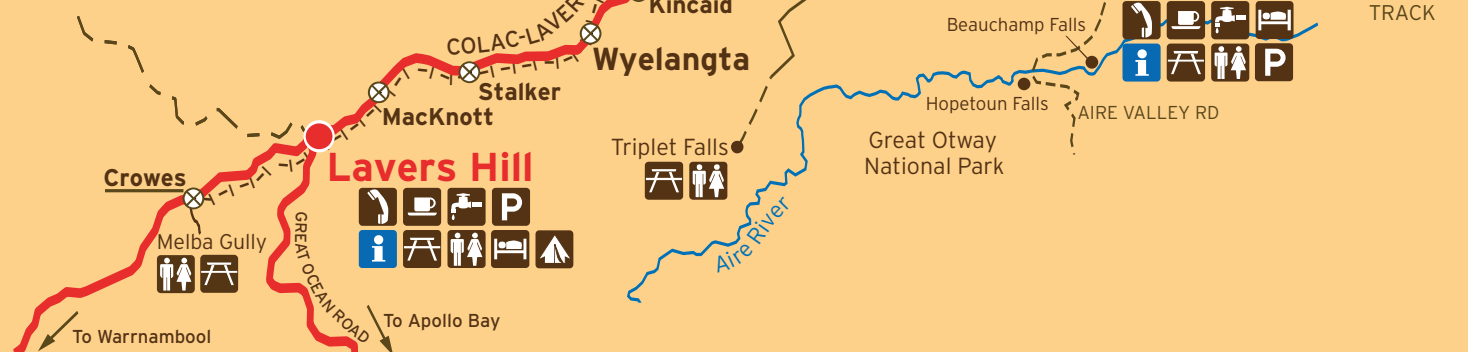 Kincaid
COLAC-LAVER
Wyelangta
Stalker
MacKnott
Beauchamp Falls
TRACK
i
P
Hopetoun Falls
AIRE VALLEY RD
Great Otway
National Park
Triplet Falls
Aire River
Lavers Hill
P
i
Crowes
Melba Gully
GREAT OCEAN ROAD
To Warrnambool
To Apollo Bay